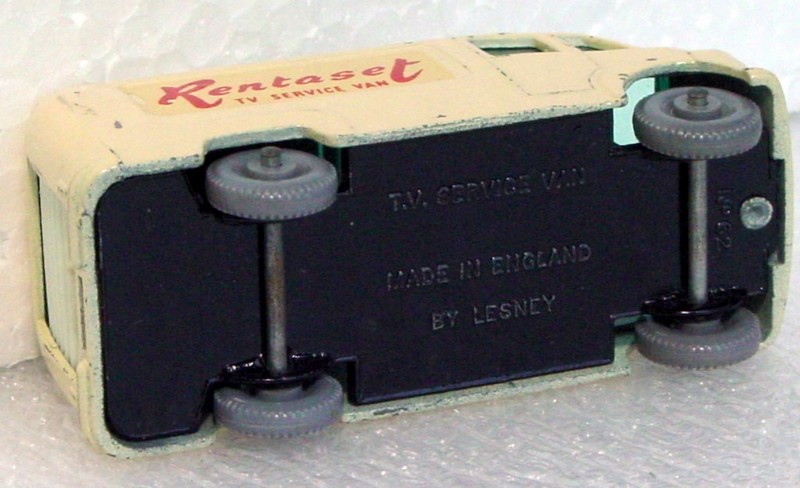 Rentaset
TV SERVICE VAN
T.V. SERVICE VAN
MADE IN ENGLAND
BY LESNEY
Nº 62